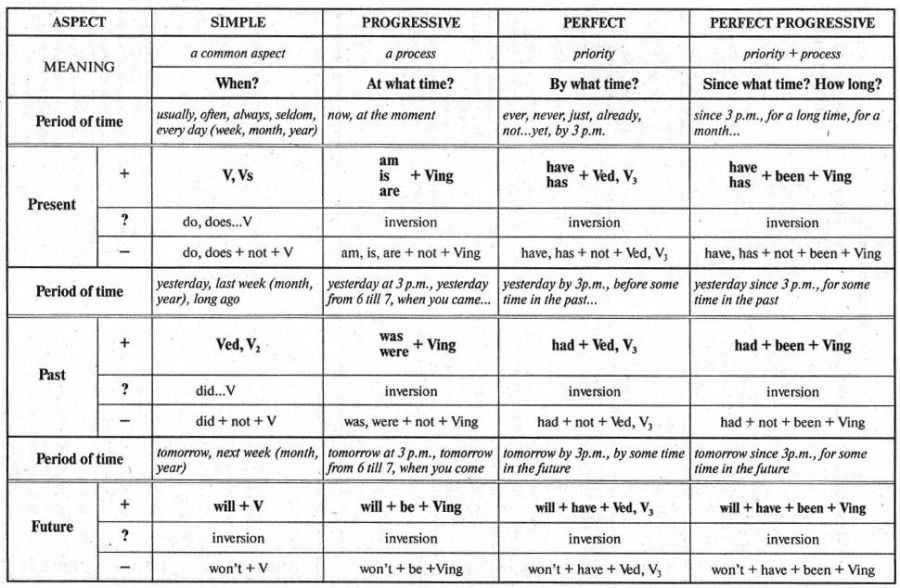 ASPECT SIMPLE PROGRESSIVE PERFECT PERFECT PROGRESSIVE
MEANING
a common aspect a process priority priority + process
When? At what time? By what time? Since what time? How long?
Period of time
usually, often, always, seldom,
every day (week, month, year)
now, at the moment
ever, never, just, already,
not...yet, by 3 p.m.
since 3 p.m., for a long time, for a
month...
Present
+
V, Vs
am
is + Ving
are
have
has + Ved, V₃
have
has + been + Ving
? do, does...V inversion inversion inversion
– do, does + not + V am, is, are + not + Ving have, has + not + Ved, V₃ have, has + not + been + Ving
Period of time
yesterday, last week (month,
year), long ago
yesterday at 3 p.m., yesterday
from 6 till 7, when you came...
yesterday by 3p.m., before some
time in the past...
yesterday since 3 p.m., for some
time in the past
Past
+
Ved, V₂
was
were + Ving
had + Ved, V₃
had + been + Ving
? did...V inversion inversion inversion
– did + not + V was, were + not + Ving had + not + Ved, V₃ had + not + been + Ving
Period of time
tomorrow, next week (month,
year)
tomorrow at 3 p.m., tomorrow
from 6 till 7, when you come
tomorrow by 3p.m., by some time
in the future
tomorrow since 3p.m., for some
time in the future
Future
+ will + V will + be + Ving will + have + Ved, V₃ will + have + been + Ving
? inversion inversion inversion inversion
– won't + V won't + be +Ving won't + have + Ved, V₃ won't + have + been + Ving